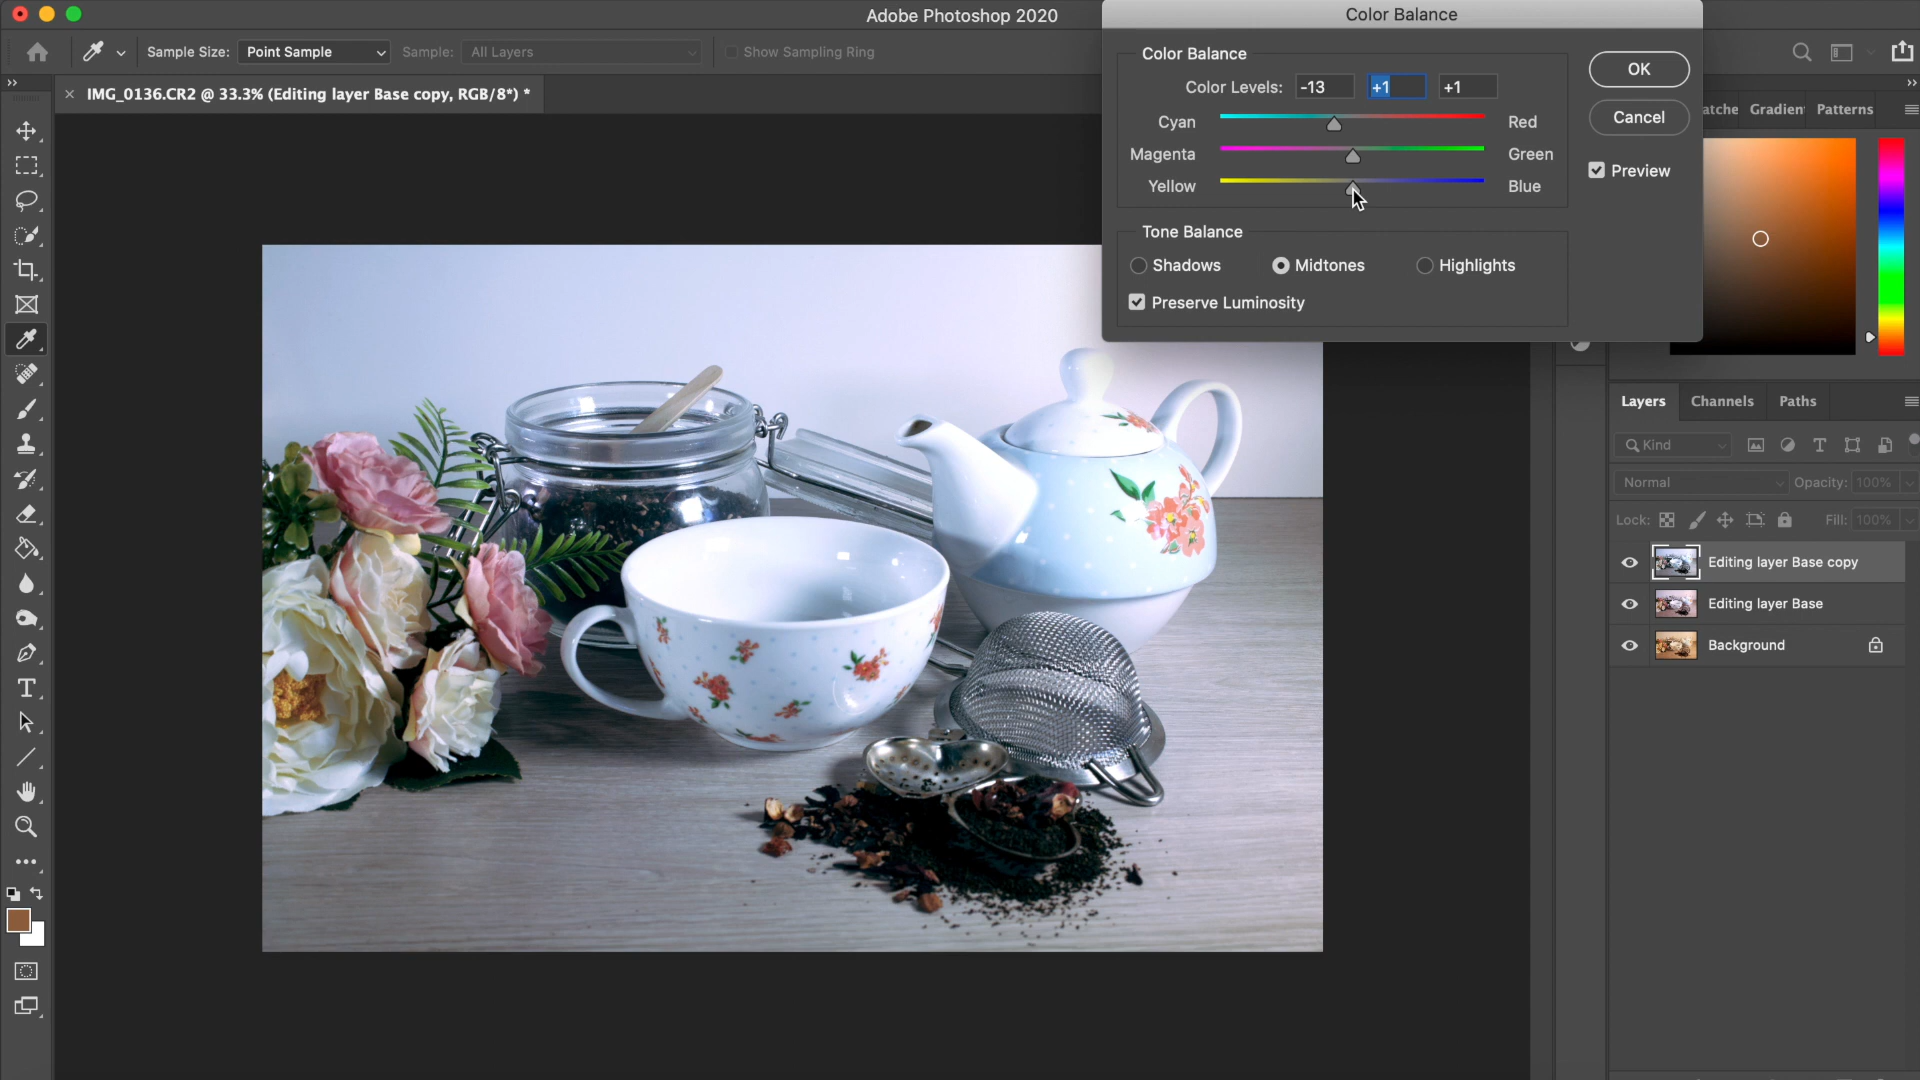 Adobe Photoshop 2020
Color Balance
Sample Size: Point Sample Sample: All Layers Show Sampling Ring
IMG_0136.CR2 @ 33.3% (Editing layer Base copy, RGB/8*) *
Color Balance
Color Levels: -13 +1 +1
Cyan Red
Magenta Green
Yellow Blue
Tone Balance
Shadows Midtones Highlights
Preserve Luminosity
OK
Cancel
Preview
atche Gradien Patterns
Layers Channels Paths
Kind
Normal Opacity: 100%
Lock: Fill: 100%
Editing layer Base copy
Editing layer Base
Background